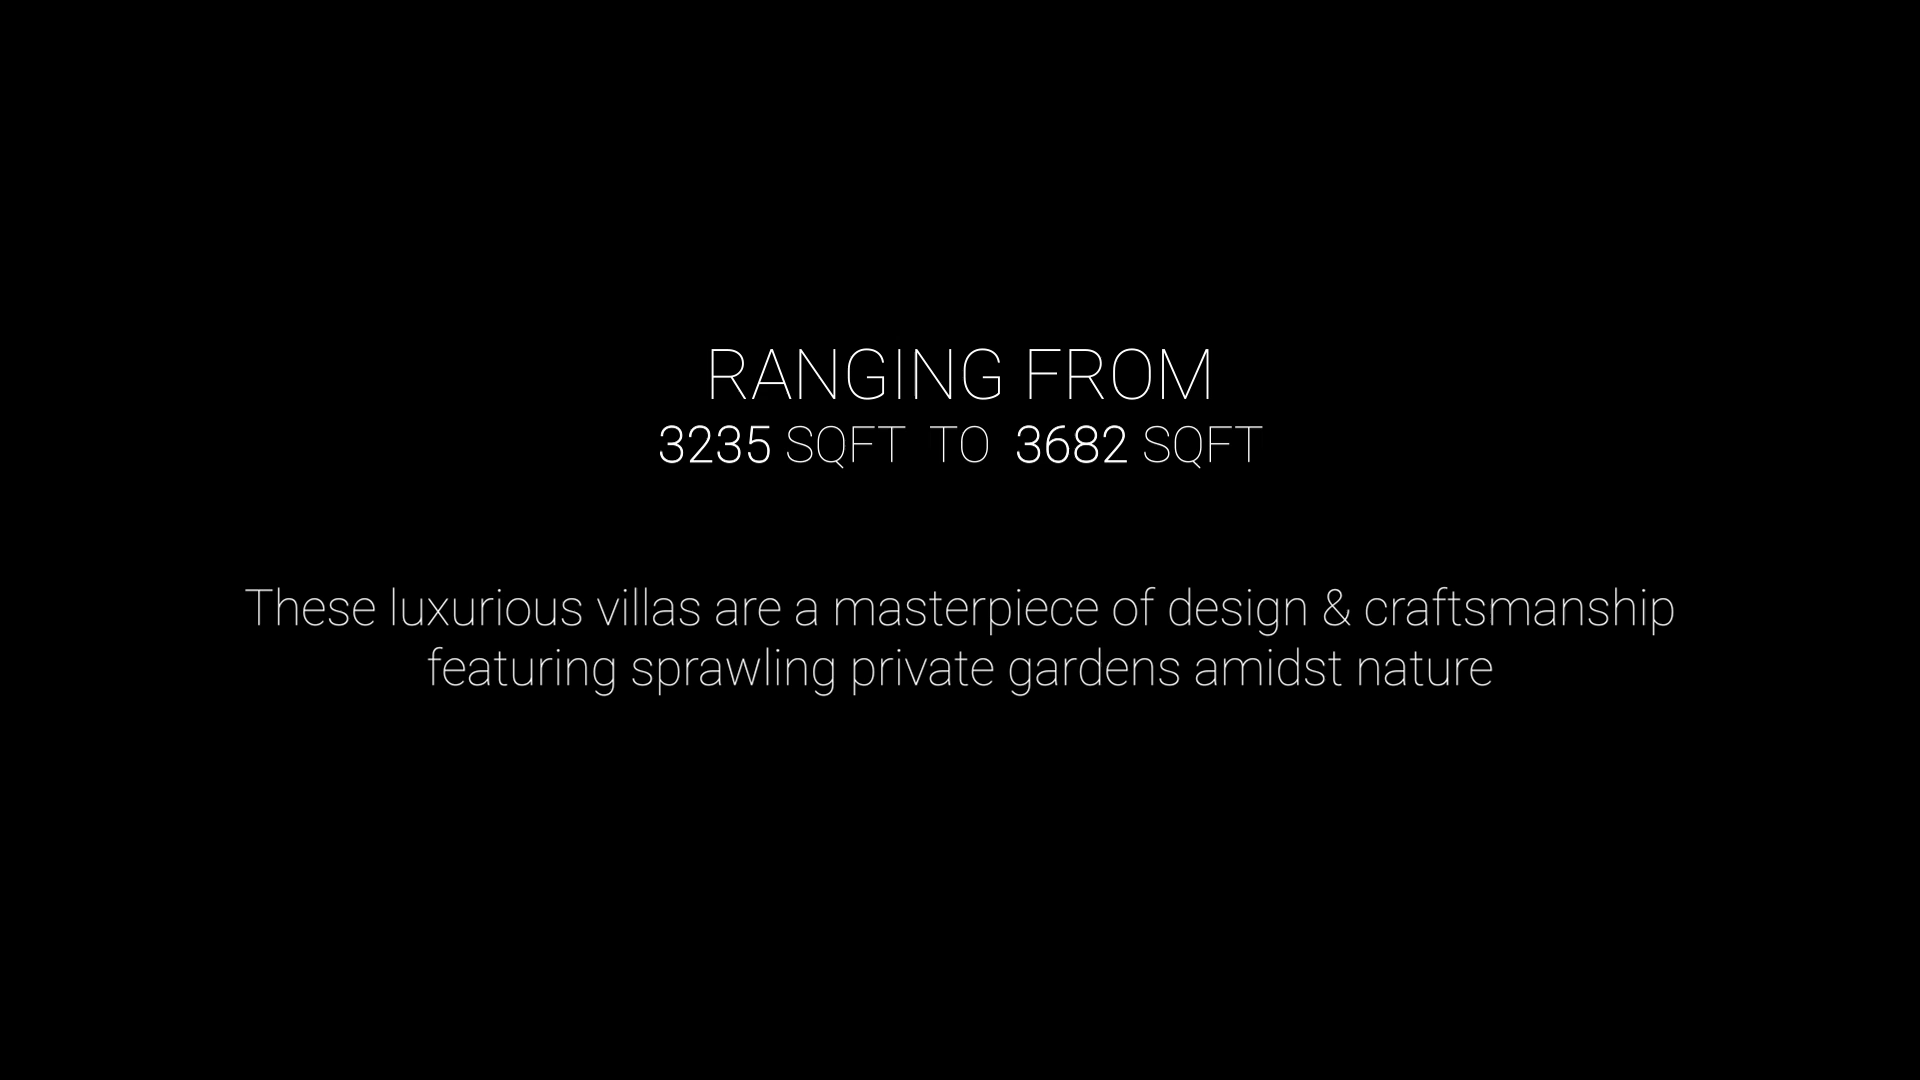 RANGING FROM
3235 SQFT TO 3682 SQFT
These luxurious villas are a masterpiece of design & craftsmanship
featuring sprawling private gardens amidst nature